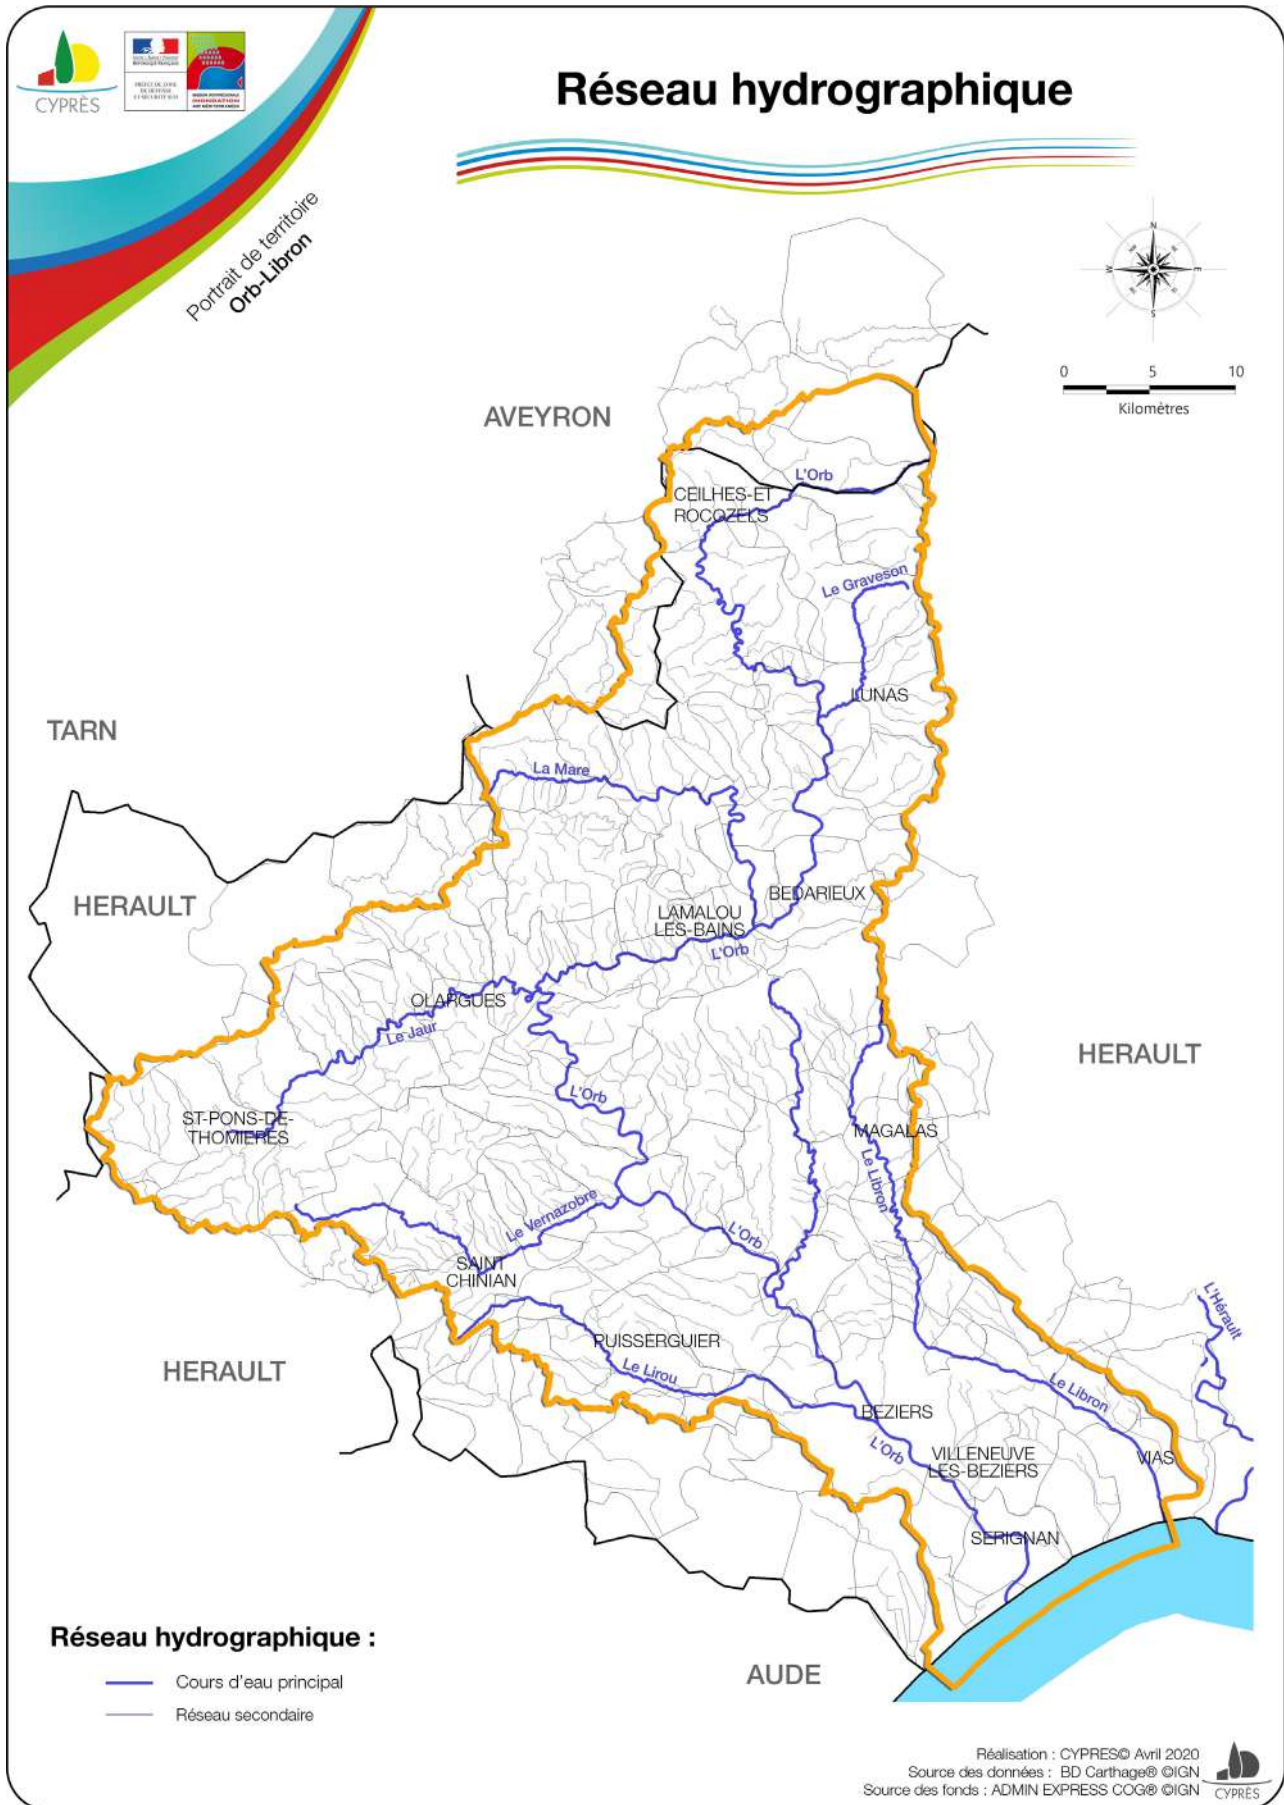 CYPRÈS
Réseau hydrographique
Portrait de territoire
Orb-Libron
N
E
S
0 5 10
Kilomètres
AVEYRON
L'Orb
CEILHES-ET
ROCOZELS
Le Graveson
LUNAS
TARN
La Mare
HERAULT
BEDARIEUX
LAMALOU
LES-BAINS
L'Orb
OLARGUES
Le Jaur
HERAULT
L'Orb
ST-PONS-DE-
THOMIERES
MAGALAS
Le Libron
Le Vernazobre
L'Orb
SAINT
CHINIAN
L'Hérault
PUISSERGUIER
HERAULT
Le Lirou
Le Libron
BEZIERS
L'Orb
VILLENEUVE
LES-BEZIERS
VIAS
SERIGNAN
Réseau hydrographique :
Cours d'eau principal
Réseau secondaire
AUDE
Réalisation : CYPRES© Avril 2020
Source des données : BD Carthage® ©IGN
Source des fonds : ADMIN EXPRESS COG® ©IGN
CYPRÈS